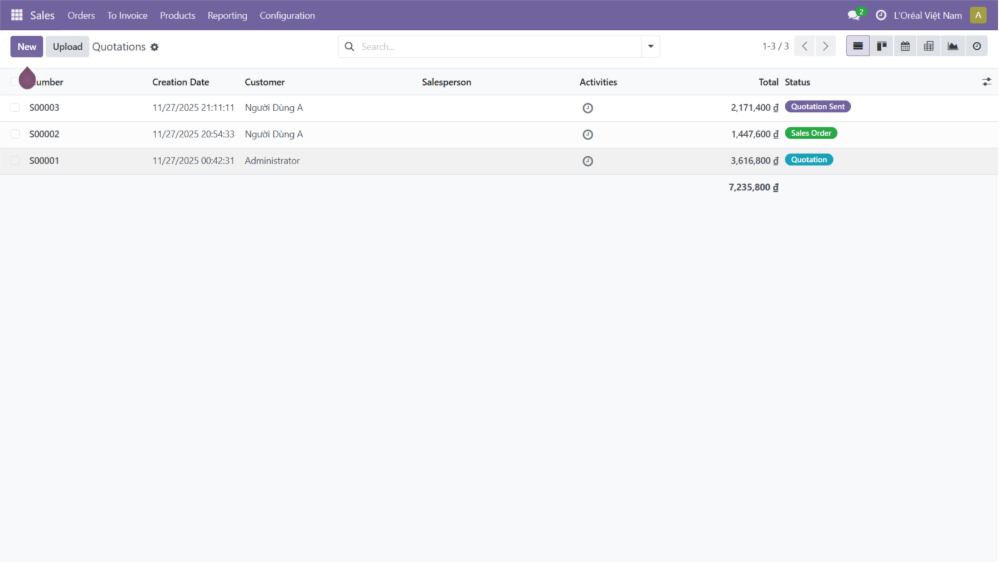 Sales Orders To Invoice Products Reporting Configuration 2 L'Oréal Việt Nam A
New Upload Quotations Search... 1-3 / 3
Creation Date Customer Salesperson Activities Total Status
S00003 11/27/2025 21:11:11 Người Dùng A 2,171,400 ₫ Quotation Sent
S00002 11/27/2025 20:54:33 Người Dùng A 1,447,600 ₫ Sales Order
S00001 11/27/2025 00:42:31 Administrator 3,616,800 ₫ Quotation
7,235,800 ₫